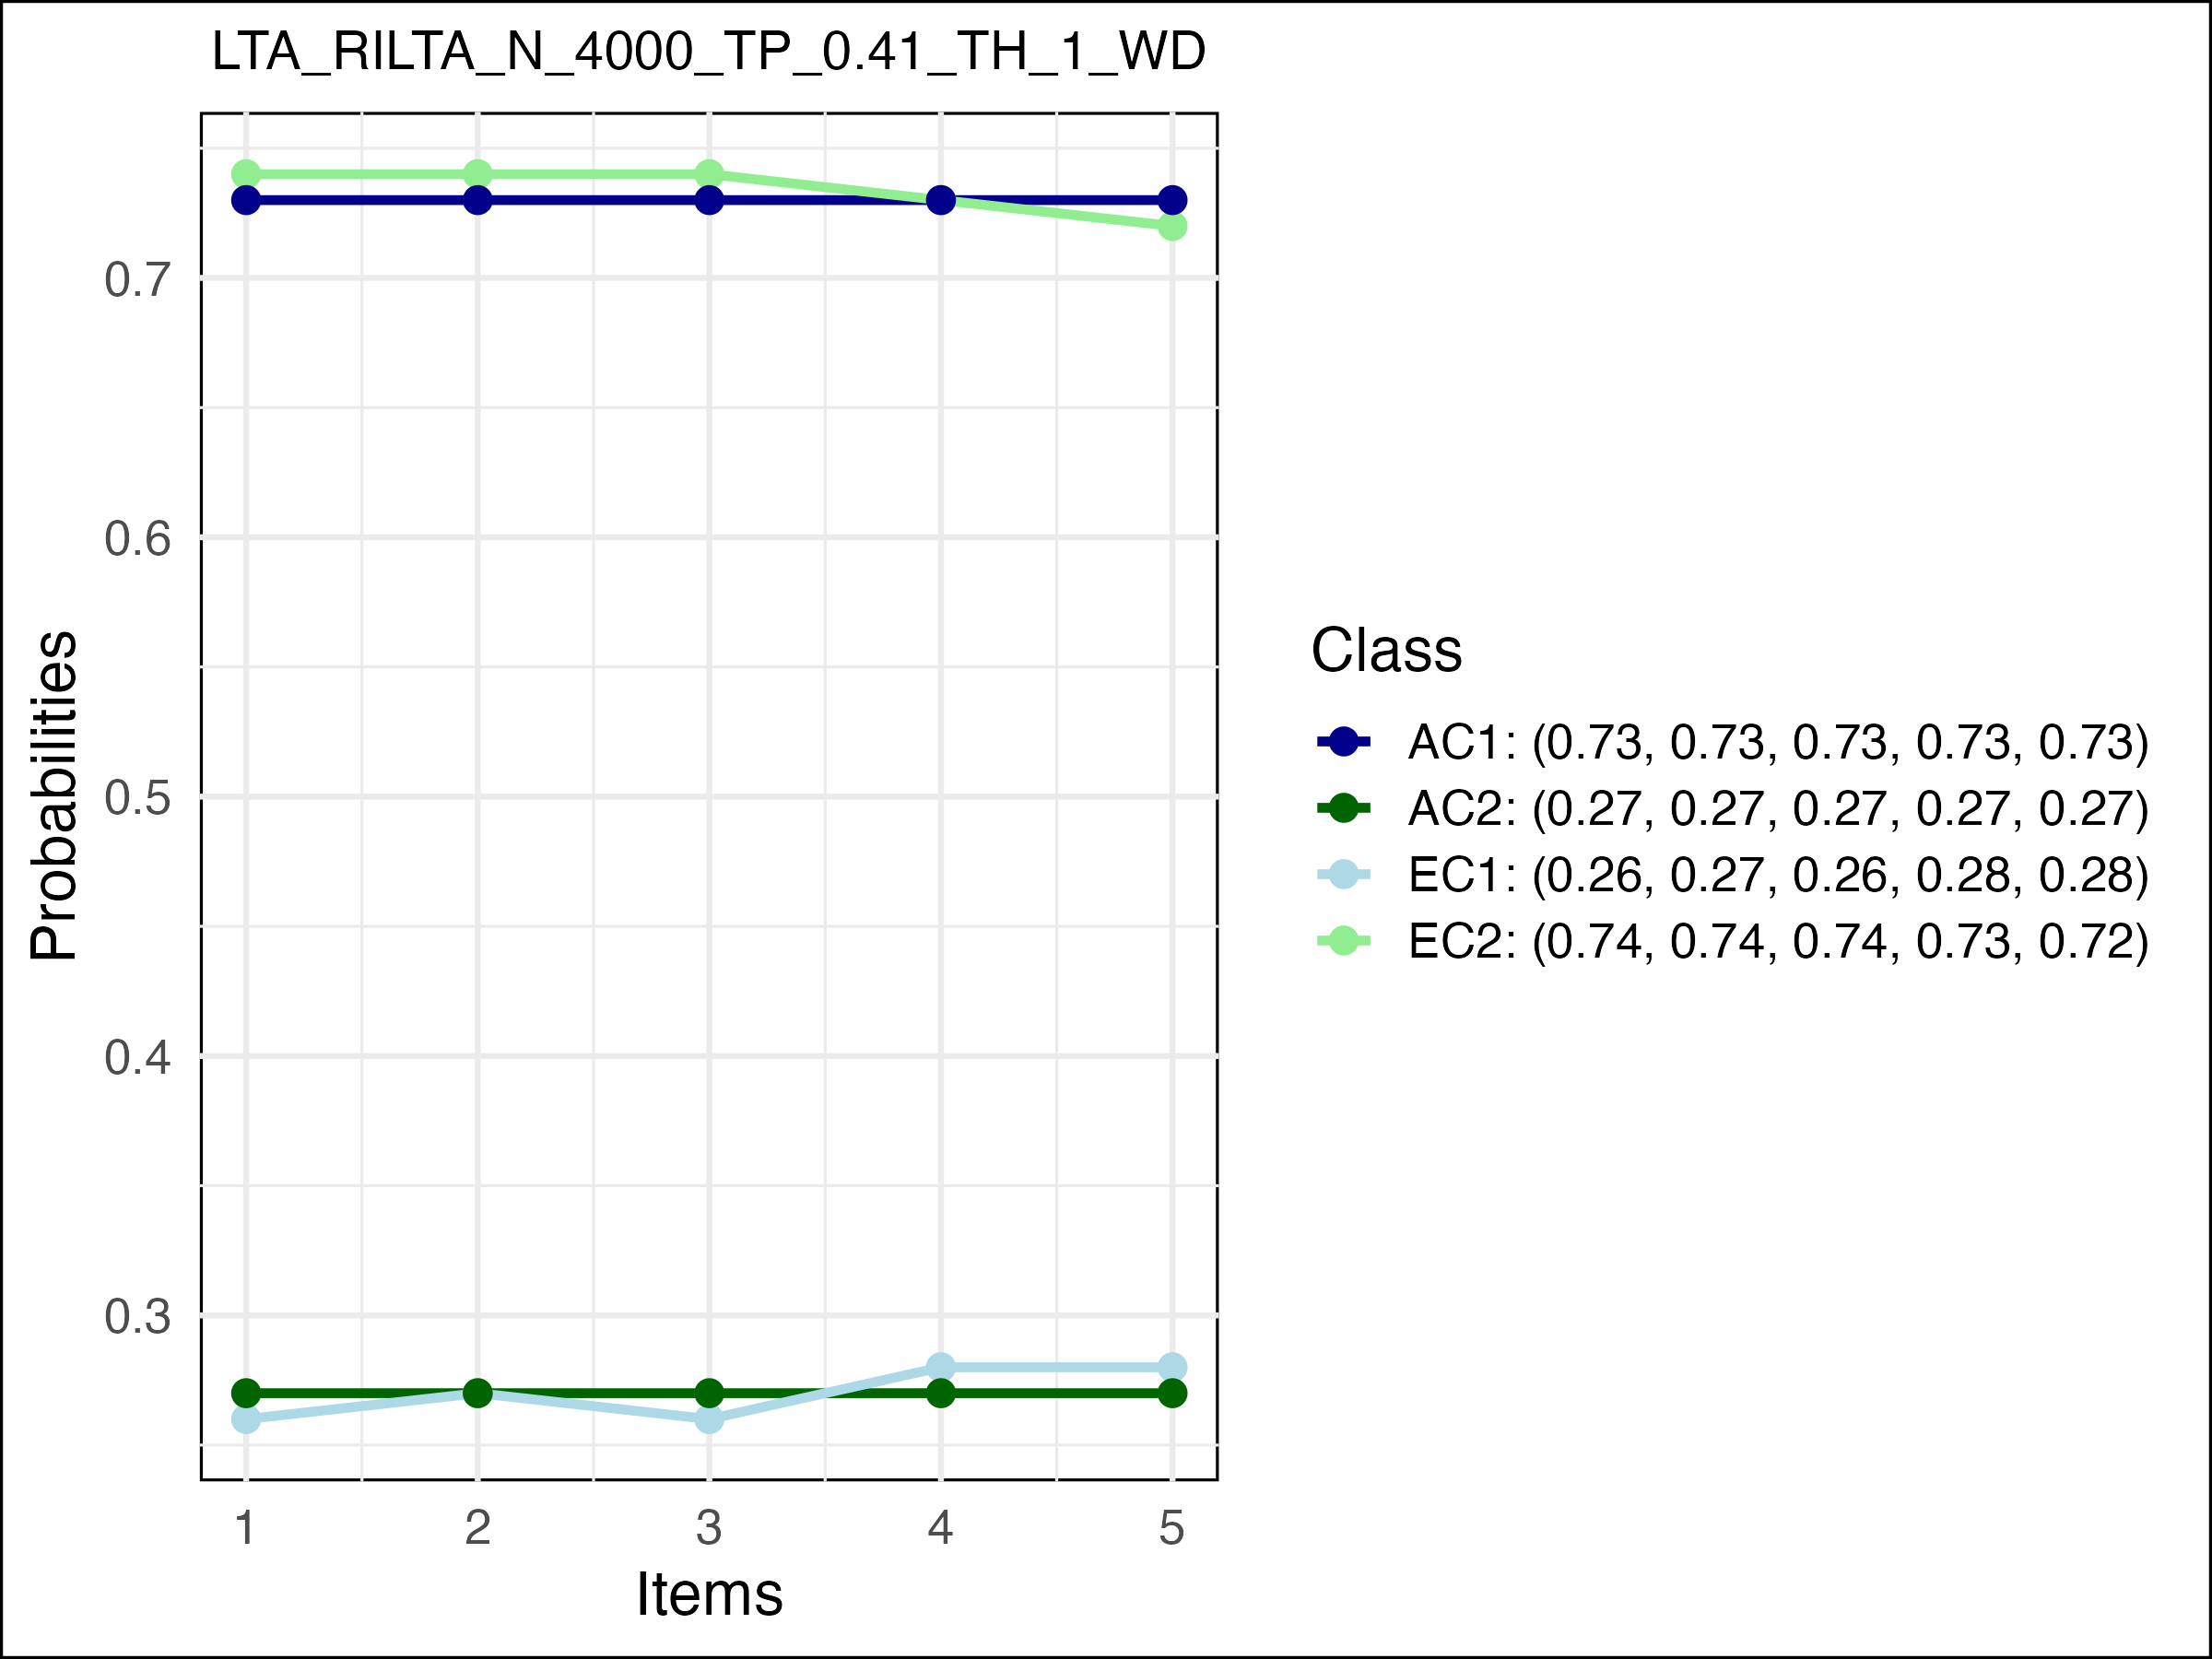 LTA_RILTA_N_4000_TP_0.41_TH_1_WD
Probabilities
0.7
0.6
0.5
0.4
0.3
1 2 3 4 5
Items
Class
AC1: (0.73, 0.73, 0.73, 0.73, 0.73)
AC2: (0.27, 0.27, 0.27, 0.27, 0.27)
EC1: (0.26, 0.27, 0.26, 0.28, 0.28)
EC2: (0.74, 0.74, 0.74, 0.73, 0.72)